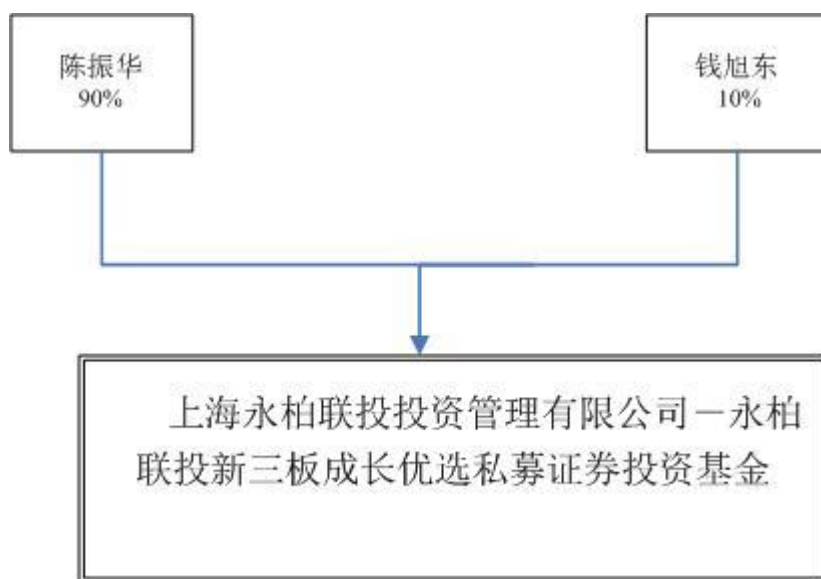 陈振华
90%
钱旭东
10%
上海永柏联投投资管理有限公司－永柏
联投新三板成长优选私募证券投资基金